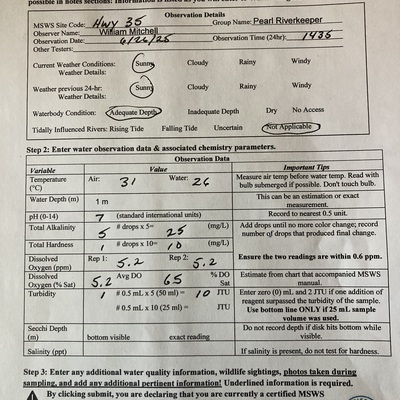 possible in notes sections. Information is
Observation Details
MSWS Site Code: Hwy 35 Group Name: Pearl Riverkeeper
Observer Name: William Mitchell
Observation Date: 6/26/25 Observation Time (24hr): 1435
Other Testers:
Current Weather Conditions: Sunny Cloudy Rainy Windy
Weather Details:
Weather previous 24-hr: Sunny Cloudy Rainy Windy
Weather Details:
Waterbody Condition: Adequate Depth Inadequate Depth Dry No Access
Tidally Influenced Rivers: Rising Tide Falling Tide Uncertain Not Applicable
Step 2: Enter water observation data & associated chemistry parameters.
Observation Data
Variable Value Important Tips
Temperature (°C) Air: 31 Water: 26 Measure air temp before water temp. Read with bulb submerged if possible. Don't touch bulb.
Water Depth (m) 1 m This can be an estimation or exact measurement.
pH (0-14) 7 (standard international units) Record to nearest 0.5 unit.
Total Alkalinity 5 # drops x 5= 25 (mg/L) Add drops until no more color change; record number of drops that produced final change.
Total Hardness 1 # drops x 10= 10 (mg/L)
Dissolved Oxygen (ppm) Rep 1: 5.2 Rep 2: 5.2 Ensure the two readings are within 0.6 ppm.
Dissolved Oxygen (% Sat) 5.2 Avg DO 65 % DO Sat Estimate from chart that accompanied MSWS manual.
Turbidity 1 # 0.5 mL x 5 (50 ml) = 10 JTU Enter zero (0) mL and 2 JTU if one addition of reagent surpassed the turbidity of the sample.
# 0.5 mL x 10 (25 ml) = JTU Use bottom line ONLY if 25 mL sample volume was used.
Secchi Depth (m) bottom visible exact reading Do not record depth if disk hits bottom while visible.
Salinity (ppt) If salinity is present, do not test for hardness.
Step 3: Enter any additional water quality information, wildlife sightings, photos taken during
sampling, and add any additional pertinent information! Underlined information is required.
By clicking submit, you are declaring that you are currently a certified MSWS